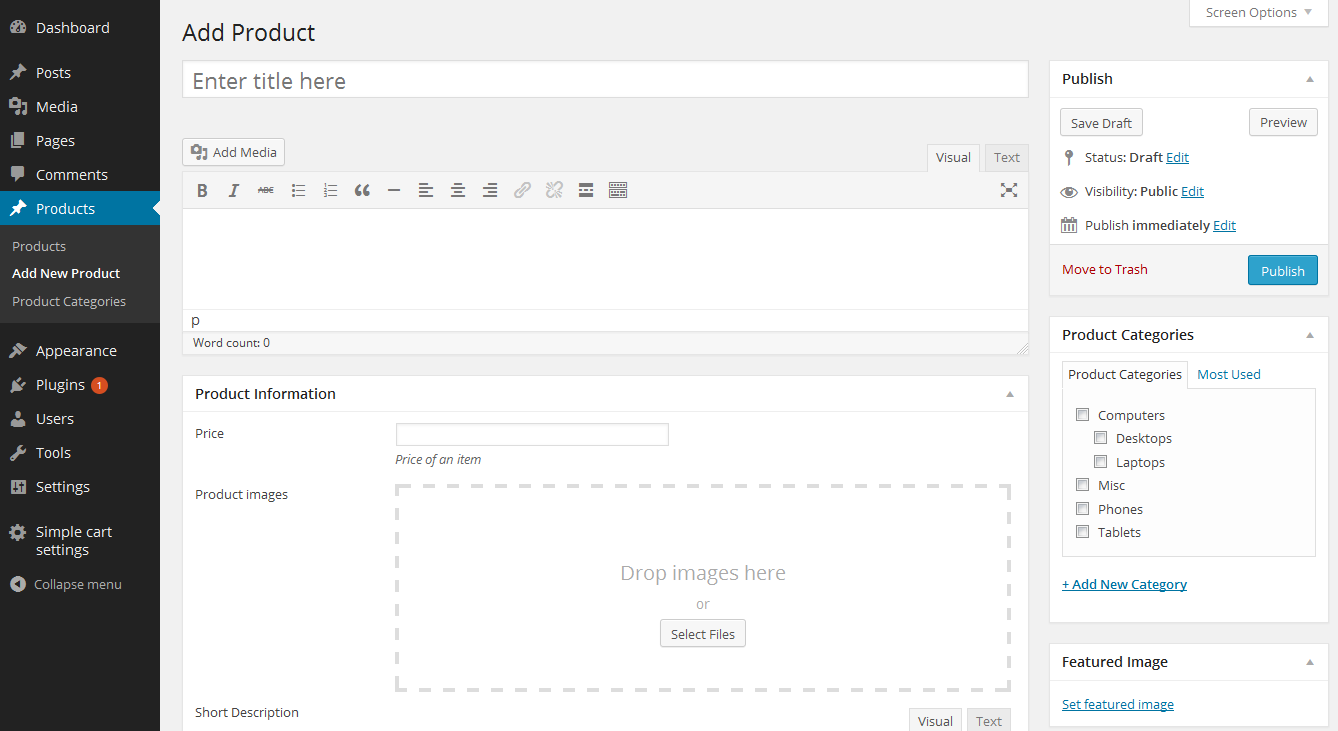 Dashboard
Posts
Media
Pages
Comments
Products
Products
Add New Product
Product Categories
Appearance
Plugins 1
Users
Tools
Settings
Simple cart
settings
Collapse menu
Screen Options
Add Product
Enter title here
Add Media
Visual Text
B I ABC
p
Word count: 0
Product Information
Price
Price of an item
Product images
Drop images here
or
Select Files
Short Description
Visual Text
Publish
Save Draft Preview
Status: Draft Edit
Visibility: Public Edit
Publish immediately Edit
Move to Trash Publish
Product Categories
Product Categories Most Used
Computers
Desktops
Laptops
Misc
Phones
Tablets
+ Add New Category
Featured Image
Set featured image